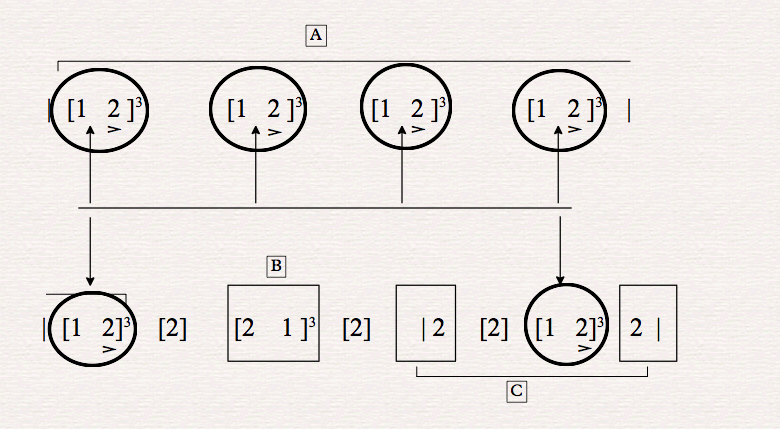 A
| [1 2 ]3 [1 2 ]3 [1 2 ]3 [1 2 ]3 |
> > > >
B
| [1 2]3 [2] [2 1 ]3 [2] | 2 [2] [1 2]3 2 |
> >
C